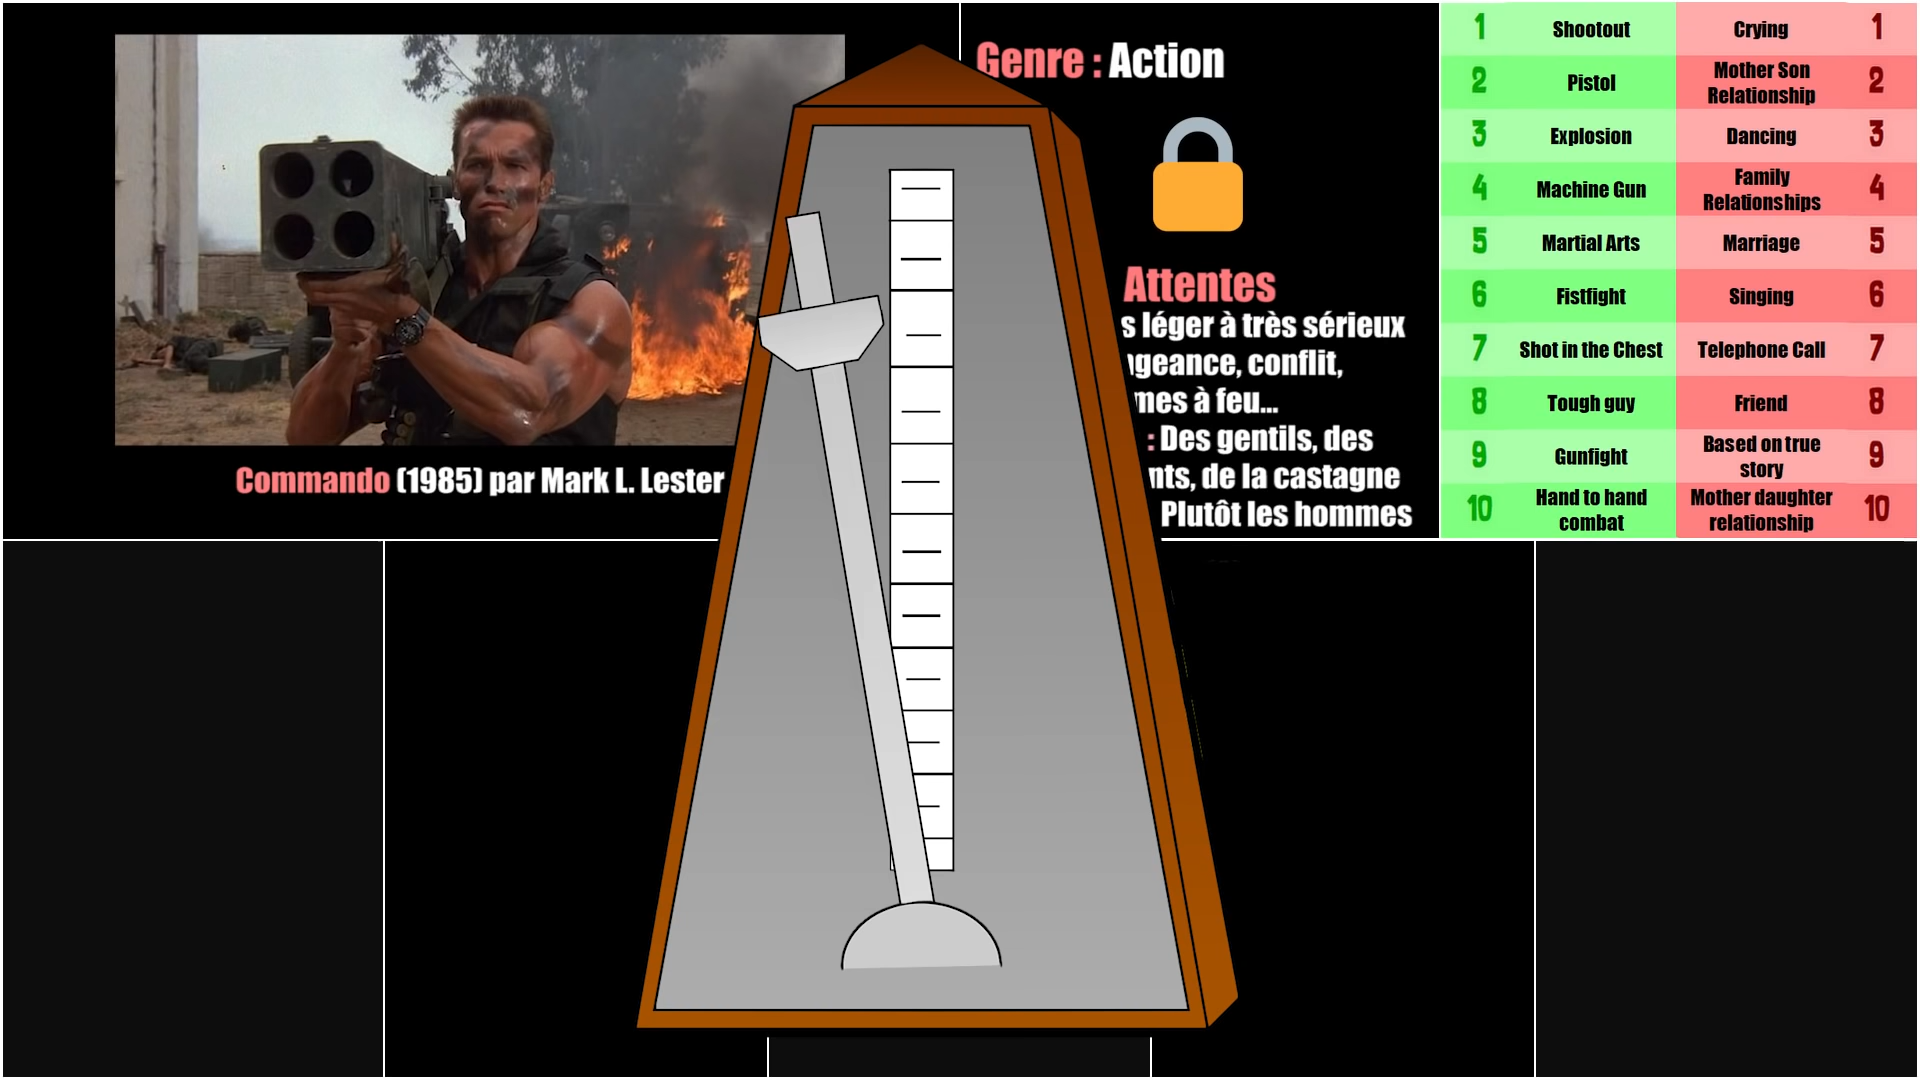 Commando (1985) par Mark L. Lester
Genre : Action
Attentes
léger à très sérieux
conflit,
à feu...
: Des gentils, des
de la castagne
Plutôt les hommes
1 Shootout Crying 1
2 Pistol Mother Son Relationship 2
3 Explosion Dancing 3
4 Machine Gun Family Relationships 4
5 Martial Arts Marriage 5
6 Fistfight Singing 6
7 Shot in the Chest Telephone Call 7
8 Tough guy Friend 8
9 Gunfight Based on true story 9
10 Hand to hand combat Mother daughter relationship 10